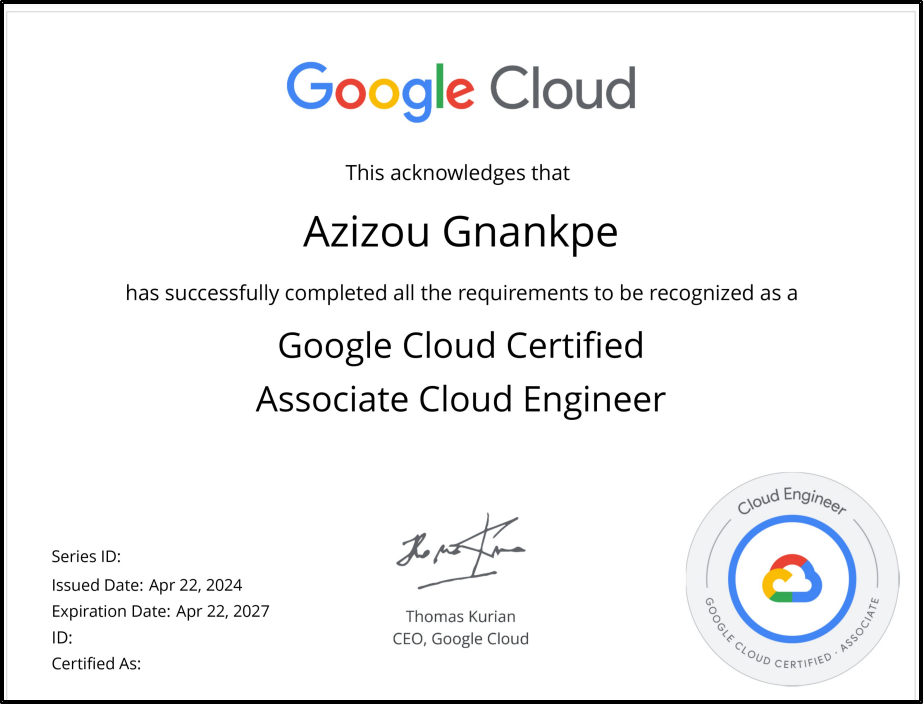 Google Cloud
This acknowledges that
Azizou Gnankpe
has successfully completed all the requirements to be recognized as a
Google Cloud Certified
Associate Cloud Engineer
Series ID:
Issued Date: Apr 22, 2024
Expiration Date: Apr 22, 2027
ID:
Certified As:
Thomas Kurian
CEO, Google Cloud
Cloud Engineer
GOOGLE CLOUD CERTIFIED · ASSOCIATE